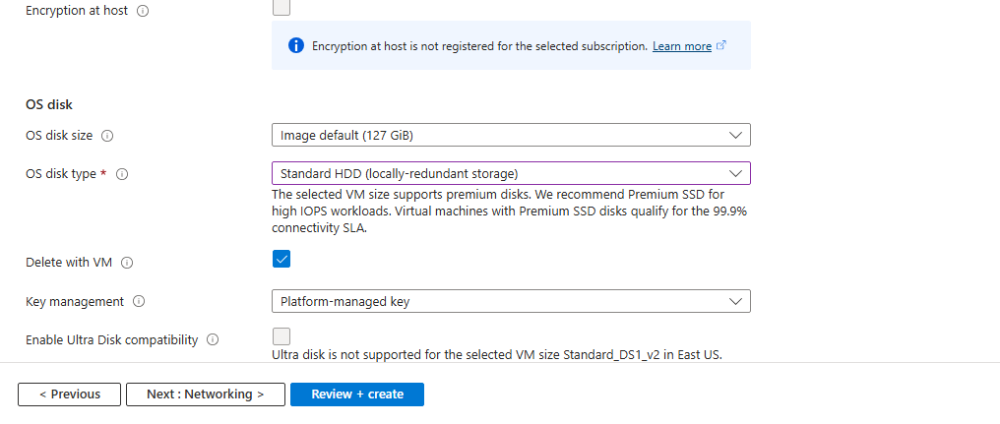 Encryption at host
Encryption at host is not registered for the selected subscription. Learn more
OS disk
OS disk size
Image default (127 GiB)
OS disk type *
Standard HDD (locally-redundant storage)
The selected VM size supports premium disks. We recommend Premium SSD for
high IOPS workloads. Virtual machines with Premium SSD disks qualify for the 99.9%
connectivity SLA.
Delete with VM
Key management
Platform-managed key
Enable Ultra Disk compatibility
Ultra disk is not supported for the selected VM size Standard_DS1_v2 in East US.
< Previous
Next : Networking >
Review + create